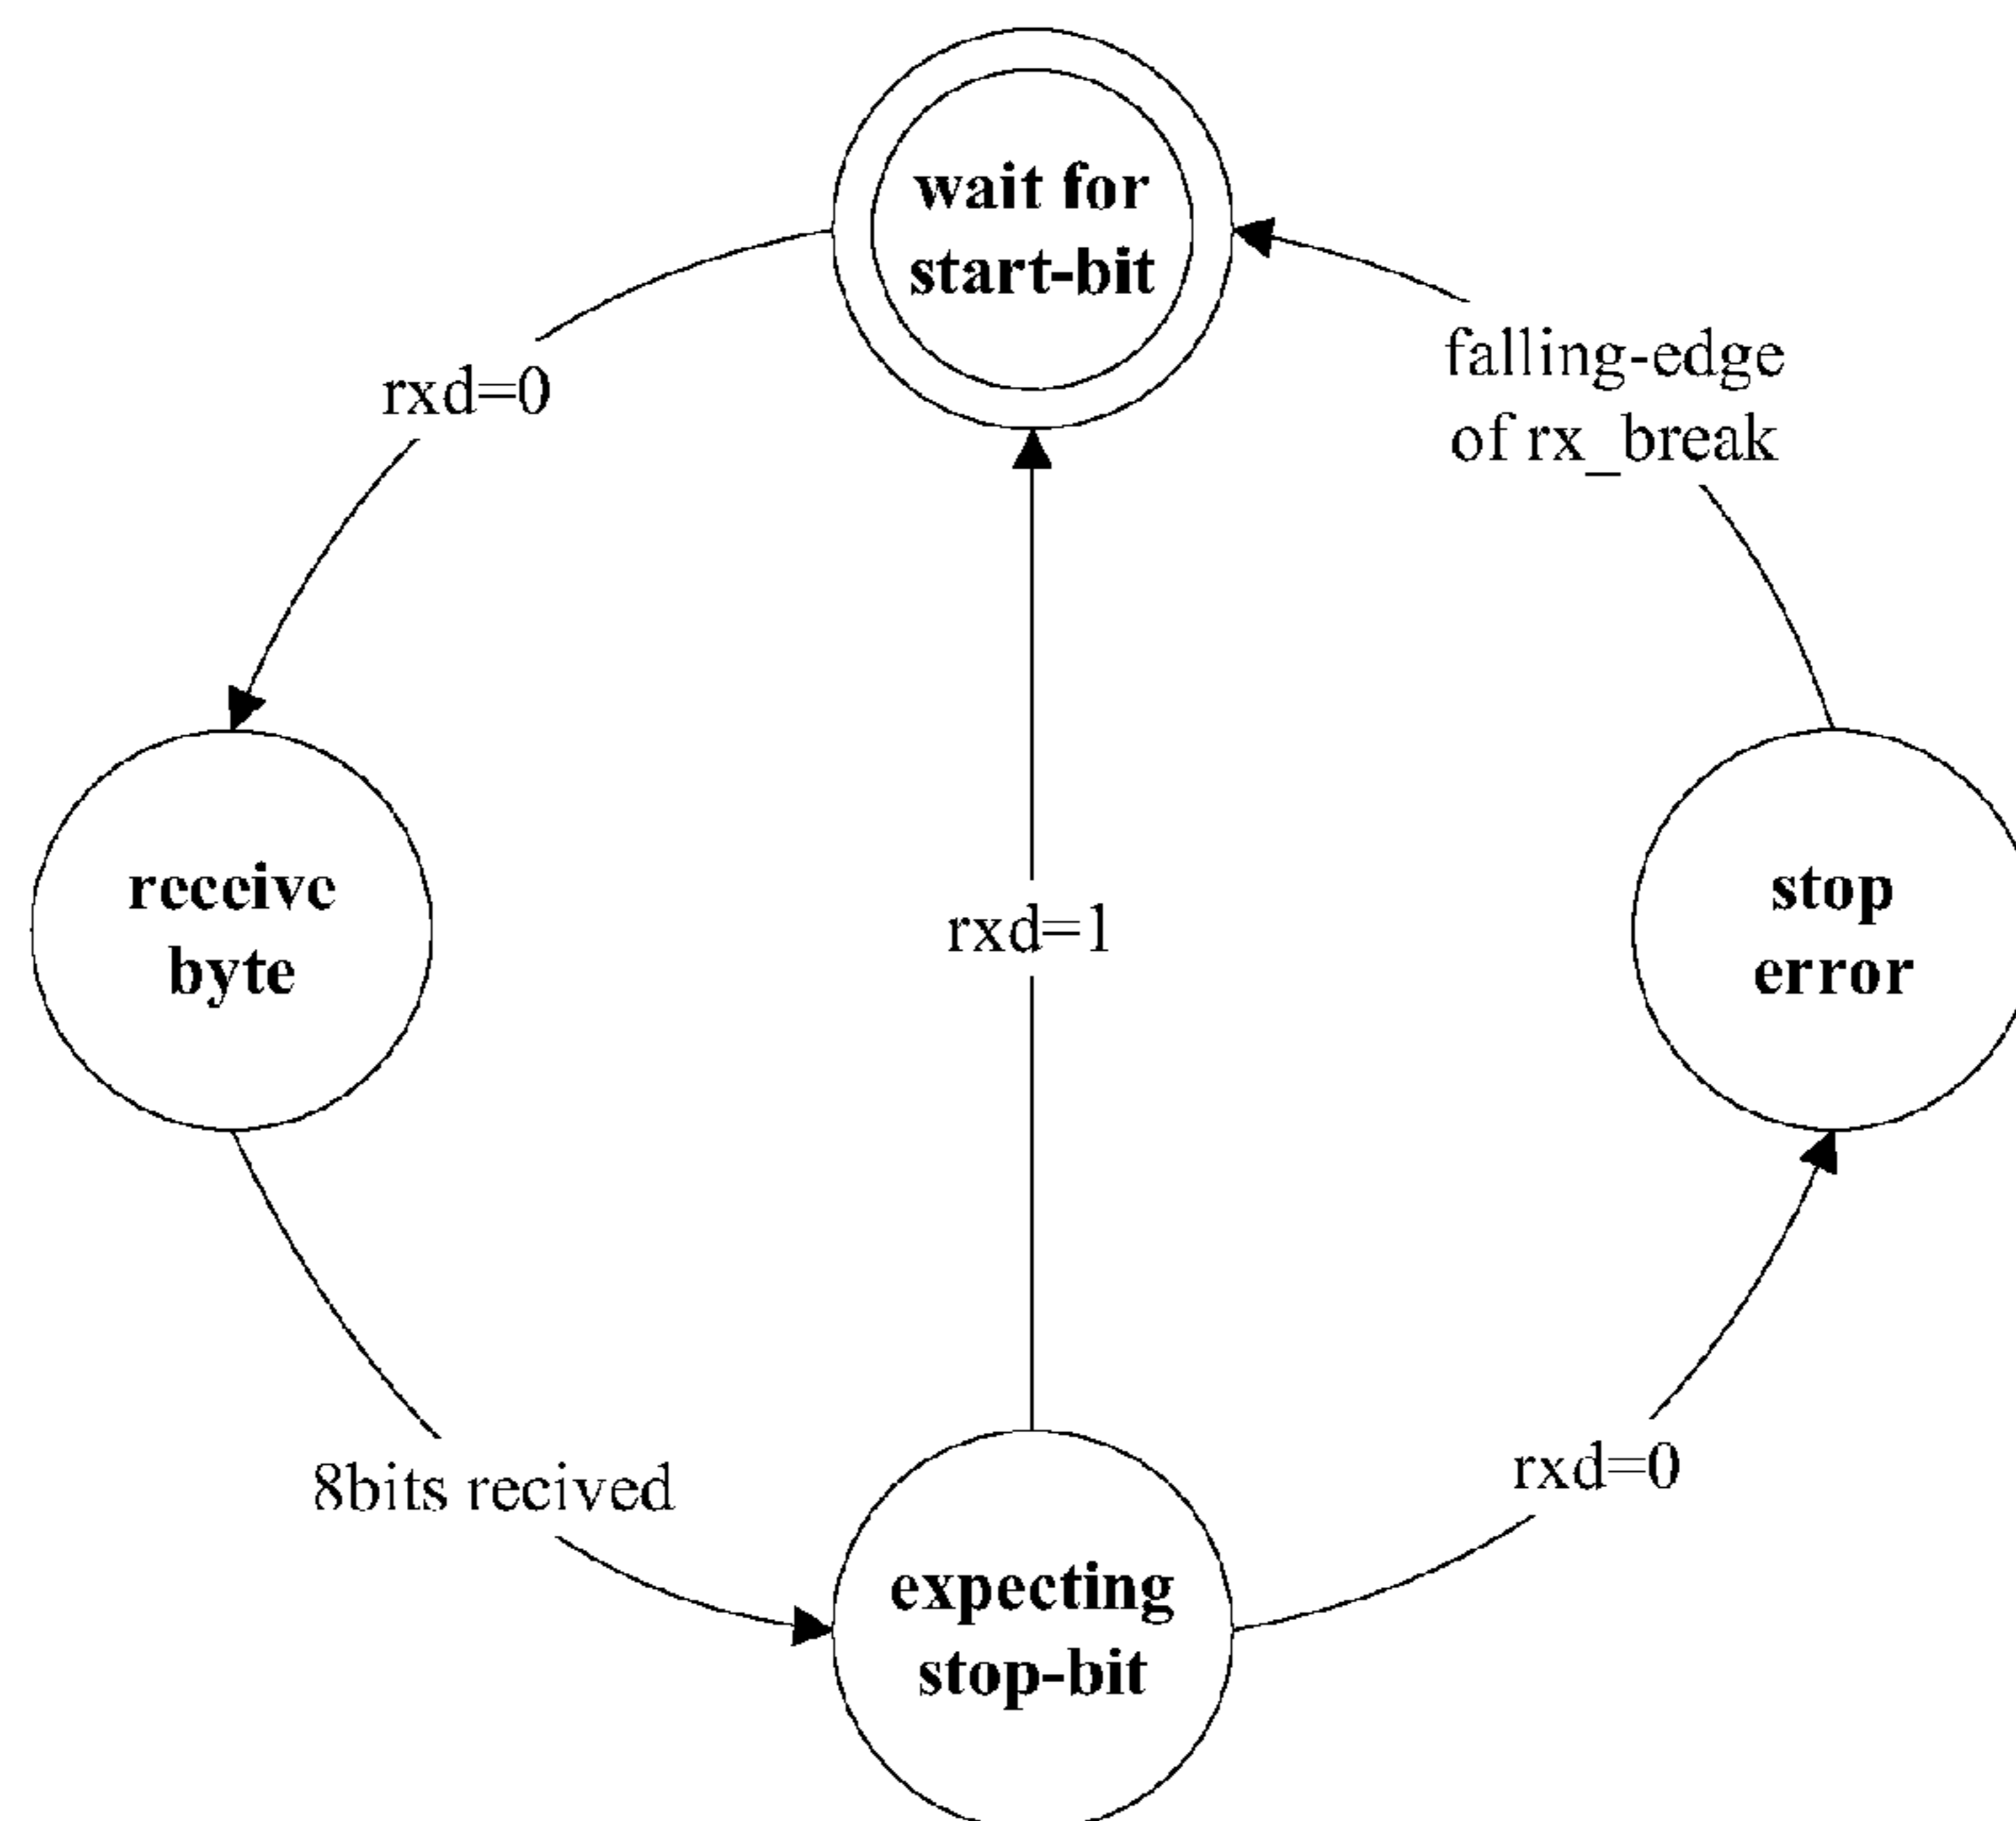 wait for
start-bit
falling-edge
of rx_break
rxd=0
receive
byte
rxd=1
stop
error
8bits recived
rxd=0
expecting
stop-bit